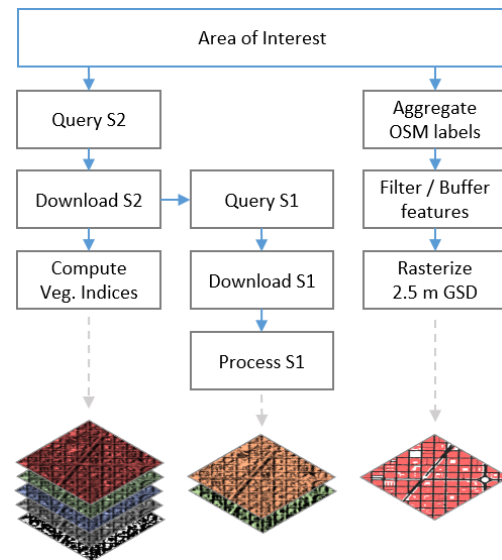 Area of Interest
Query S2
Download S2
Compute
Veg. Indices
Query S1
Download S1
Process S1
Aggregate
OSM labels
Filter / Buffer
features
Rasterize
2.5 m GSD